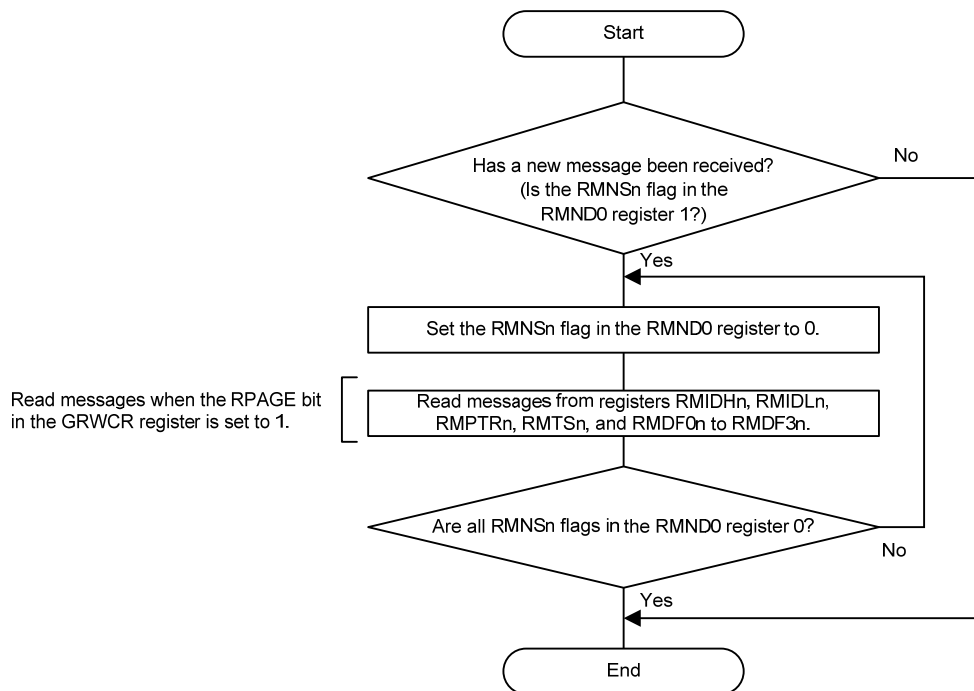 Start
Has a new message been received?
(Is the RMNSn flag in the
RMND0 register 1?)
No
Yes
Set the RMNSn flag in the RMND0 register to 0.
Read messages when the RPAGE bit
in the GRWCR register is set to 1.
Read messages from registers RMIDHn, RMIDLn,
RMPTRn, RMTSn, and RMDF0n to RMDF3n.
Are all RMNSn flags in the RMND0 register 0?
No
Yes
End